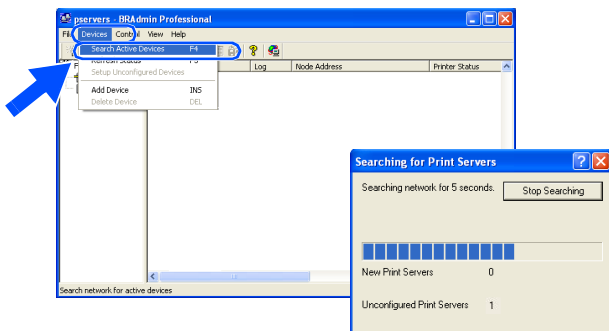 pservers - BRAdmin Professional
File Devices Control View Help
Search Active Devices F4
Refresh Status F5
Setup Unconfigured Devices
Add Device INS
Delete Device DEL
Log Node Address Printer Status
Search network for active devices
Searching for Print Servers
Searching network for 5 seconds.
Stop Searching
New Print Servers 0
Unconfigured Print Servers 1